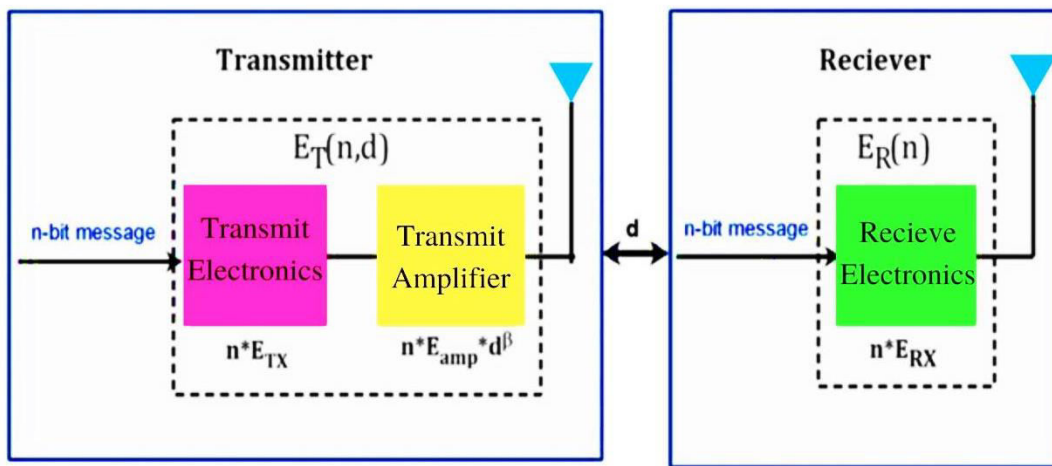 Transmitter
E_T(n,d)
n-bit message
Transmit
Electronics
Transmit
Amplifier
n*E_TX
n*E_amp*d^β
d
Reciever
E_R(n)
n-bit message
Recieve
Electronics
n*E_RX